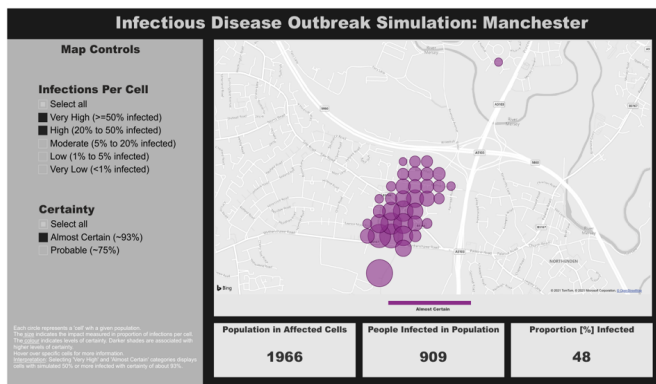 Infectious Disease Outbreak Simulation: Manchester
Map Controls
Infections Per Cell
Select all
Very High (>=50% infected)
High (20% to 50% infected)
Moderate (5% to 20% infected)
Low (1% to 5% infected)
Very Low (<1% infected)
Certainty
Select all
Almost Certain (~93%)
Probable (~75%)
Each circle represents a 'cell' with a given population.
The size indicates the impact measured in proportion of infections per cell.
The colour indicates levels of certainty. Darker shades are associated with
higher levels of certainty.
Hover over specific cells for more information.
Interpretation: Selecting 'Very High' and 'Almost Certain' categories displays
cells with simulated 50% or more infected with certainty of about 93%.
NORTHENDEN
Bing
Almost Certain
Population in Affected Cells
1966
People Infected in Population
909
Proportion [%] Infected
48